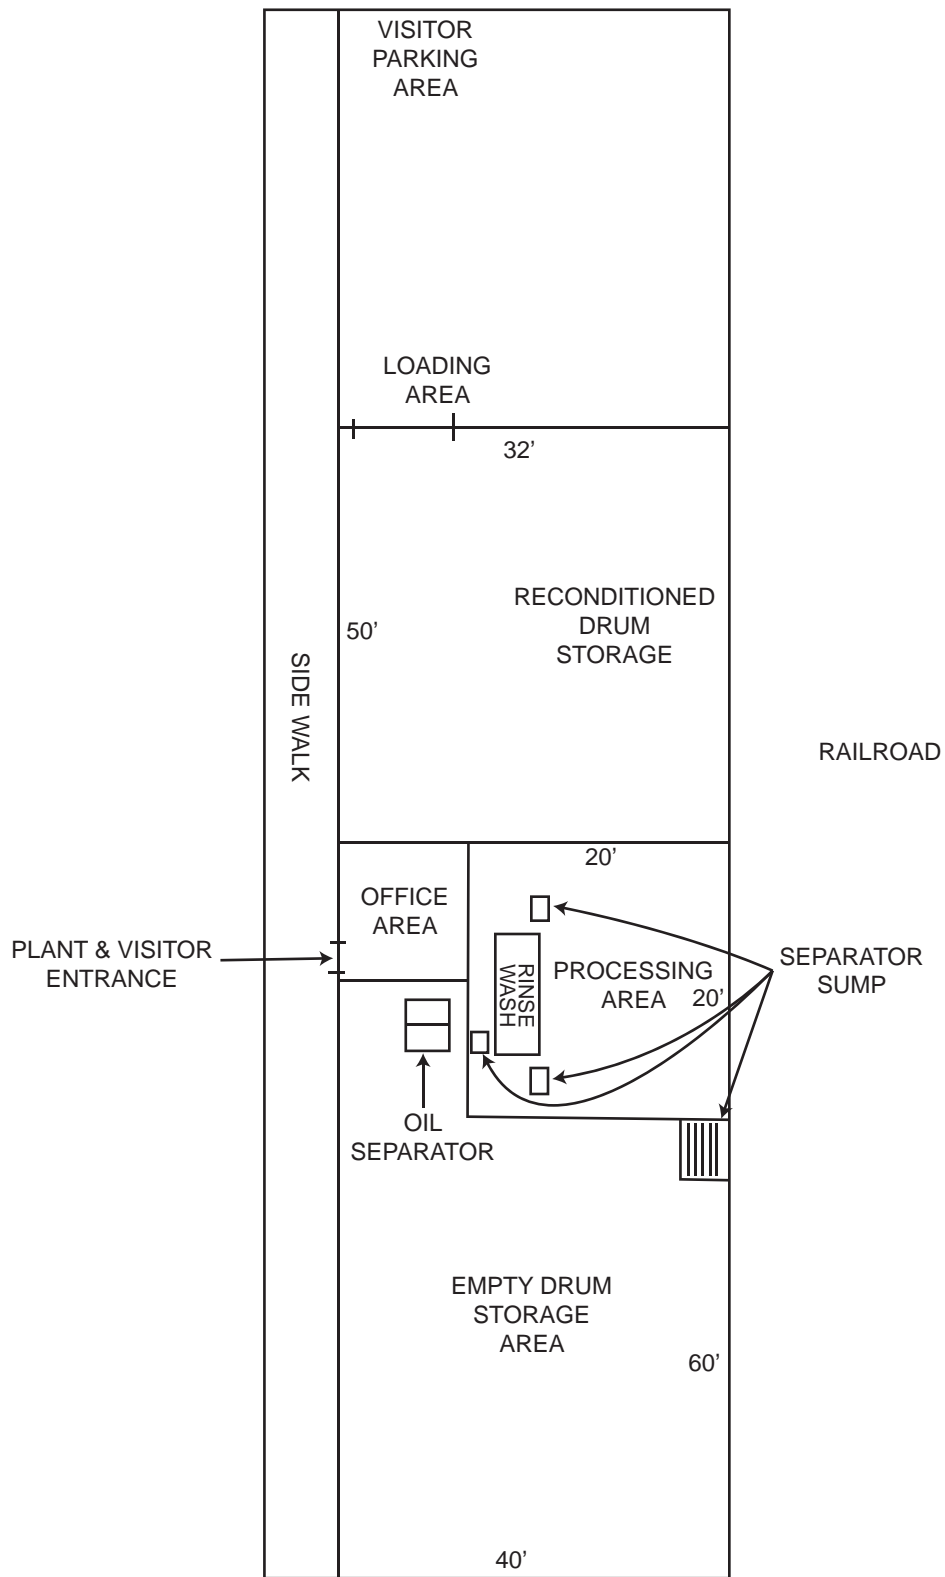 VISITOR
PARKING
AREA
LOADING
AREA
32’
RECONDITIONED
DRUM
STORAGE
50’
SIDE WALK
RAILROAD
20’
OFFICE
AREA
PLANT & VISITOR
ENTRANCE
RINSE
WASH
PROCESSING
AREA
20’
SEPARATOR
SUMP
OIL
SEPARATOR
EMPTY DRUM
STORAGE
AREA
60’
40’